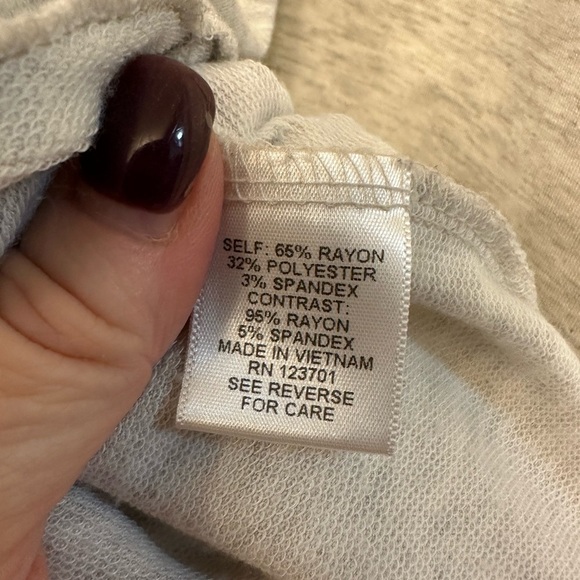 SELF: 65% RAYON
32% POLYESTER
3% SPANDEX
CONTRAST:
95% RAYON
5% SPANDEX
MADE IN VIETNAM
RN 123701
SEE REVERSE
FOR CARE